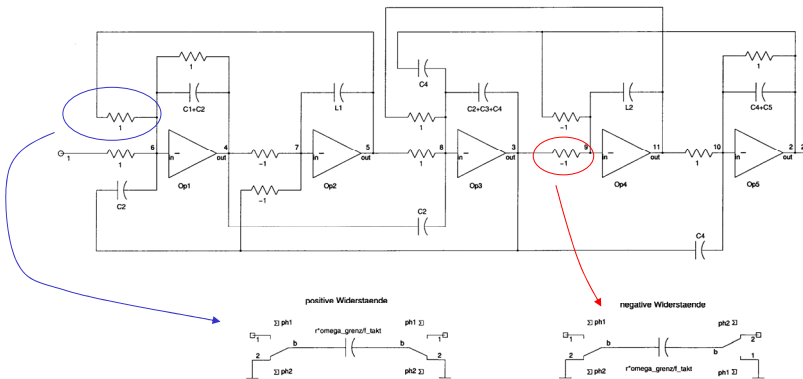 1
C1+C2
C4
L1
C2+C3+C4
L2
1
C4+C5
1
1
-1
1
6
4
7
5
8
3
9
11
10
2
2
1
in
out
-1
in
out
1
in
out
-1
in
out
1
in
out
C2
Op1
-1
Op2
Op3
Op4
Op5
C2
C4
positive Widerstaende
negative Widerstaende
ph1
ph1
ph1
ph2
1
r*omega_grenz/f_takt
1
1
2
2
b
b
2
2
b
b
1
r*omega_grenz/f_takt
ph2
ph2
ph2
ph1